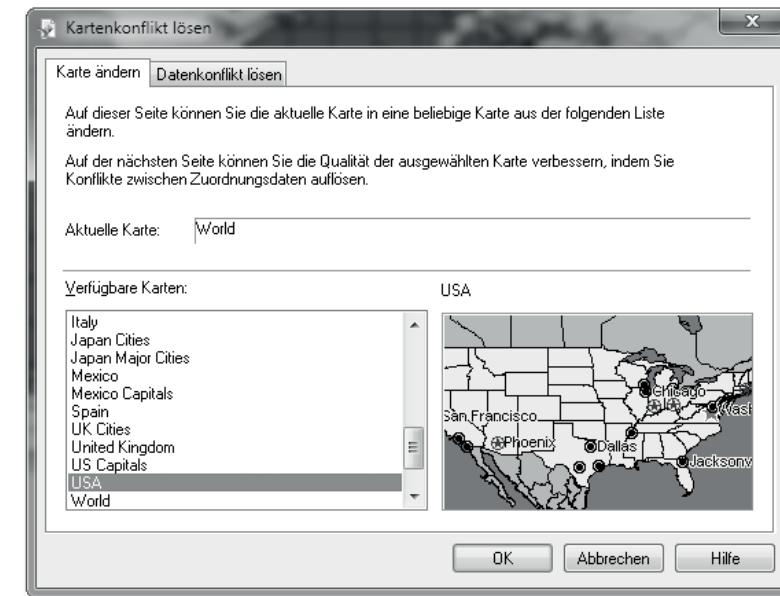 Kartenkonflikt lösen
Karte ändern
Datenkonflikt lösen
Auf dieser Seite können Sie die aktuelle Karte in eine beliebige Karte aus der folgenden Liste
ändern.
Auf der nächsten Seite können Sie die Qualität der ausgewählten Karte verbessern, indem Sie
Konflikte zwischen Zuordnungsdaten auflösen.
Aktuelle Karte: World
Verfügbare Karten:
Italy
Japan Cities
Japan Major Cities
Mexico
Mexico Capitals
Spain
UK Cities
United Kingdom
US Capitals
USA
World
USA
Chicago
Wash
San Francisco
Phoenix
Dallas
Jacksonv
OK
Abbrechen
Hilfe